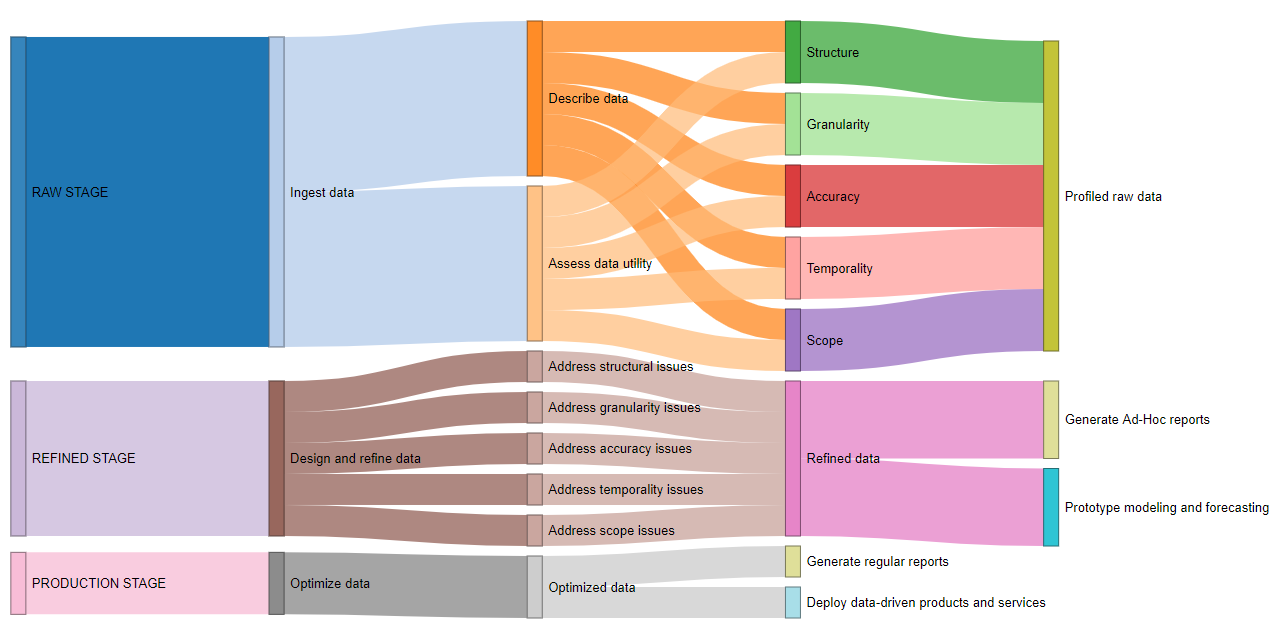 RAW STAGE
Ingest data
Describe data
Assess data utility
Structure
Granularity
Accuracy
Temporality
Scope
Profiled raw data
REFINED STAGE
Design and refine data
Address structural issues
Address granularity issues
Address accuracy issues
Address temporality issues
Address scope issues
Refined data
Generate Ad-Hoc reports
Prototype modeling and forecasting
PRODUCTION STAGE
Optimize data
Optimized data
Generate regular reports
Deploy data-driven products and services